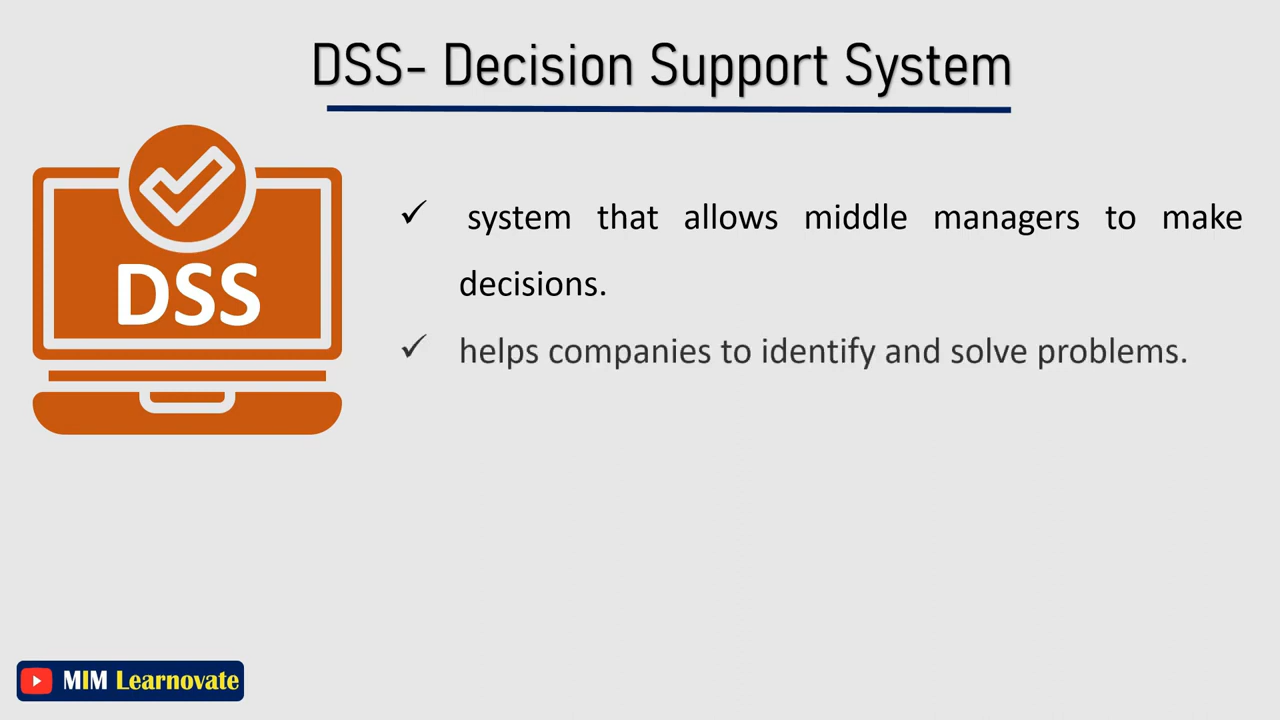 DSS- Decision Support System
DSS
✓ system that allows middle managers to make
decisions.
✓ helps companies to identify and solve problems.
MIM Learnovate